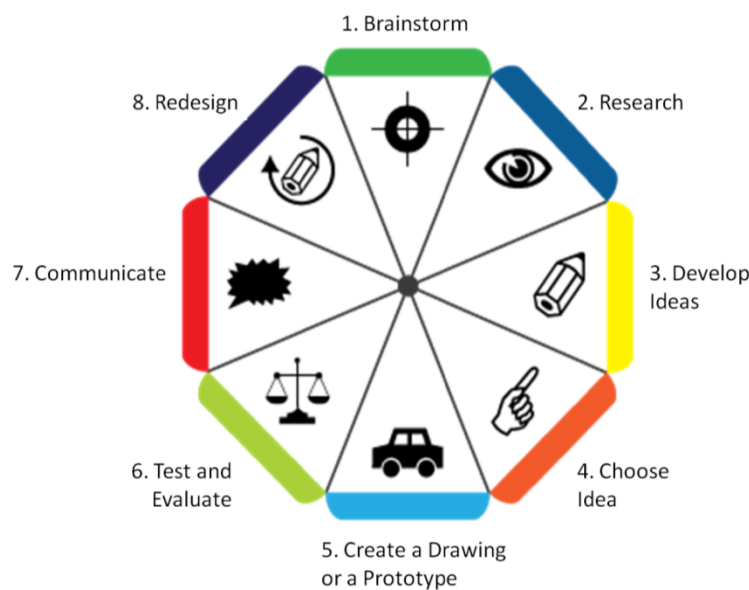 1. Brainstorm
2. Research
3. Develop
Ideas
4. Choose
Idea
5. Create a Drawing
or a Prototype
6. Test and
Evaluate
7. Communicate
8. Redesign